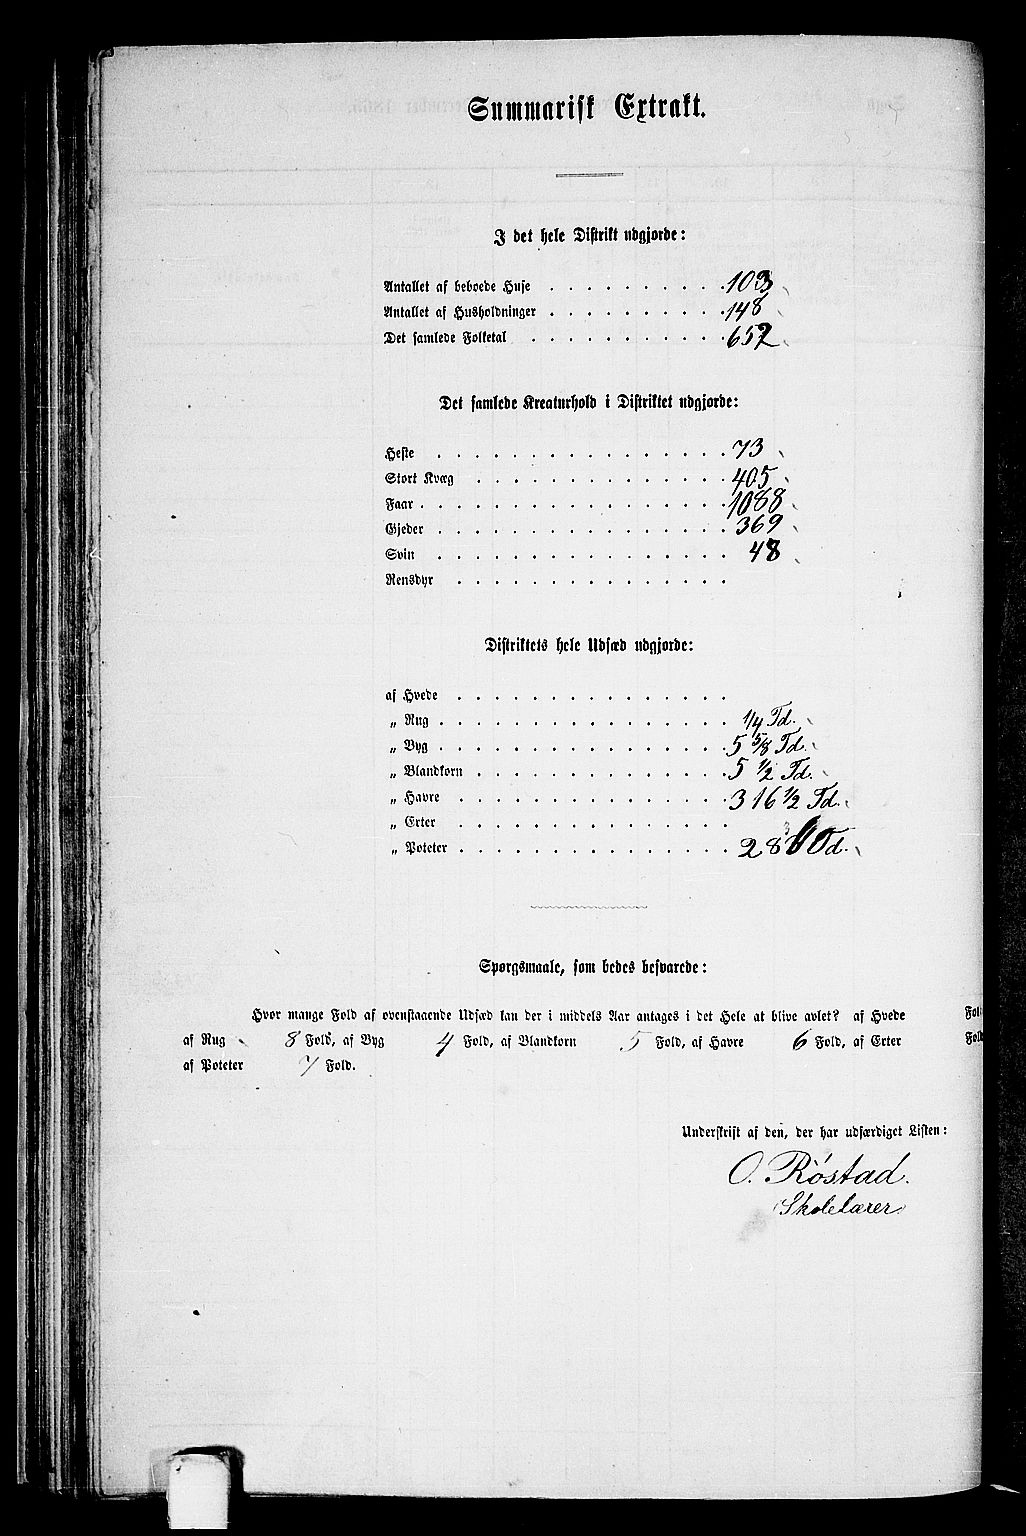 Summarisk Extrakt.
I det hele Distrikt udgjorde:
Antallet af beboede Huse . . . . . . . . . . 103
Antallet af Husholdninger . . . . . . . . . . 148
Det samlede Folketal . . . . . . . . . . . 652
Det samlede Kreaturhold i Distriktet udgjorde:
Heste . . . . . . . . . . . . . . . . 73
Stort Kvæg . . . . . . . . . . . . . . 405
Faar . . . . . . . . . . . . . . . . . 1088
Gjeder . . . . . . . . . . . . . . . . 369
Svin . . . . . . . . . . . . . . . . 48
Rensdyr . . . . . . . . . . . . . . .
Distriktets hele Udsæd udgjorde:
af Hvede . . . . . . . . . . . . . . .
„ Rug . . . . . . . . . . . . . . . . 1/4 Td.
„ Byg . . . . . . . . . . . . . . . . 5 5/8 Td.
„ Blandkorn . . . . . . . . . . . . . . 5 1/2 Td.
„ Havre . . . . . . . . . . . . . . . 316 1/2 Td.
„ Erter . . . . . . . . . . . . . . .
„ Poteter . . . . . . . . . . . . . . . Td.
Spørgsmaale, som bedes besvarede:
Hvor mange Fold af ovenstaaende Udsæd kan der i middels Aar antages i det Hele at blive avlet? af Hvede Fold
af Rug 8 Fold, af Byg 4 Fold, af Blandkorn 5 Fold, af Havre 6 Fold, af Erter Fold
af Poteter 7 Fold.
Underskrift af den, der har udfærdiget Listen:
O. Röstad.
Skolelærer